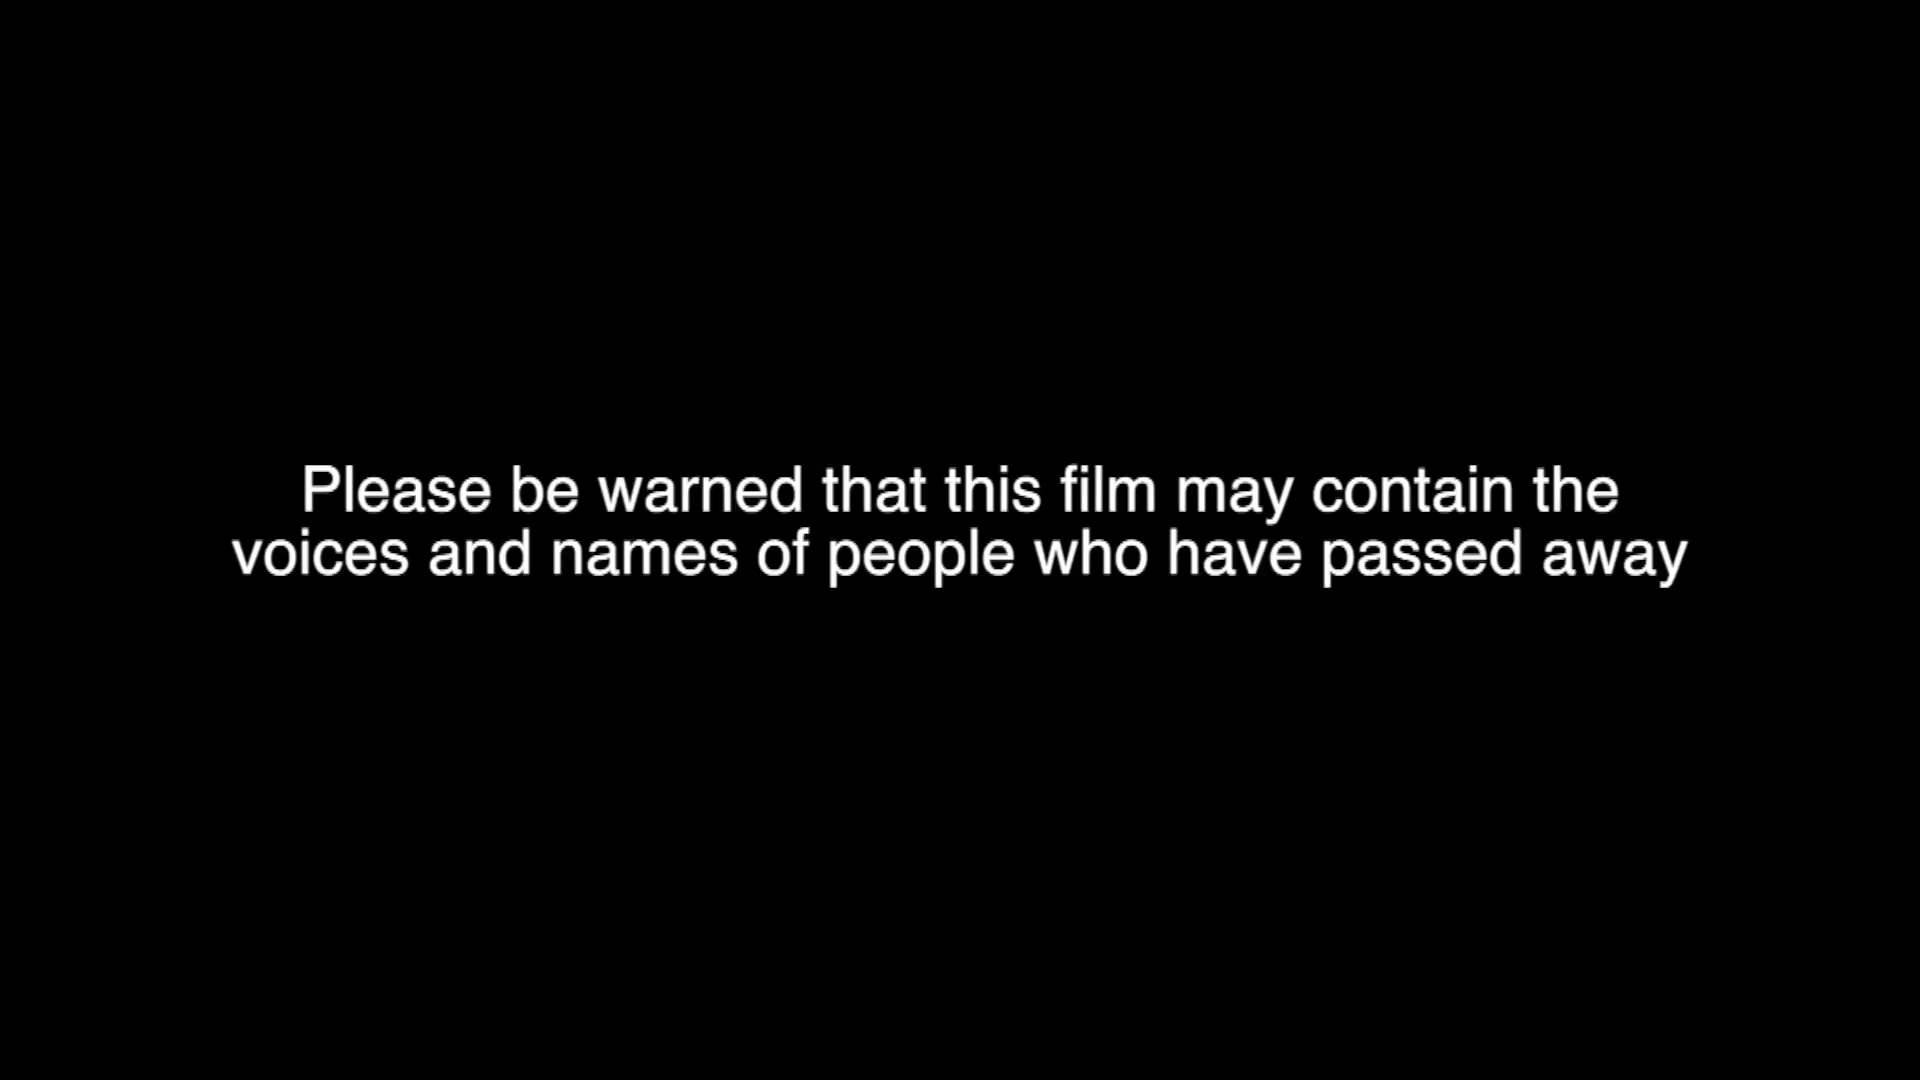 Please be warned that this film may contain the
voices and names of people who have passed away